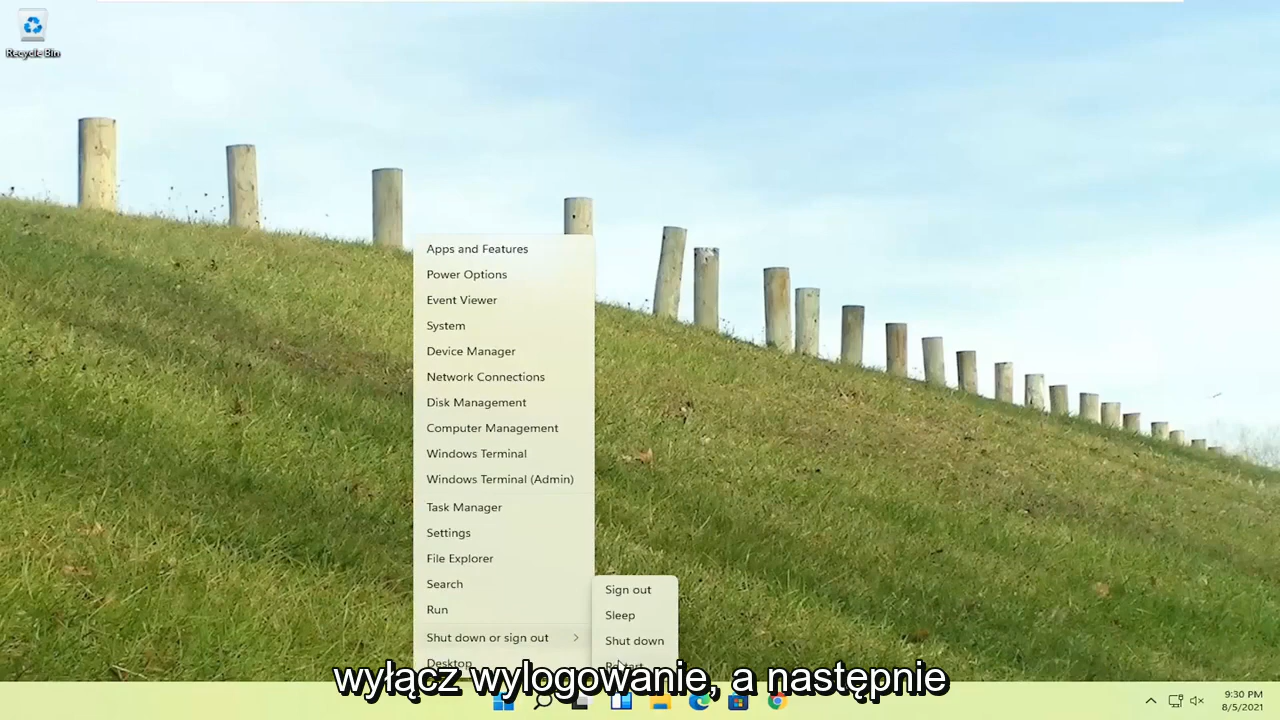 Recycle Bin
Apps and Features
Power Options
Event Viewer
System
Device Manager
Network Connections
Disk Management
Computer Management
Windows Terminal
Windows Terminal (Admin)
Task Manager
Settings
File Explorer
Search
Run
Shut down or sign out
Desktop
Sign out
Sleep
Shut down
Restart
wyłącz wylogowanie, a następnie
9:30 PM
8/5/2021